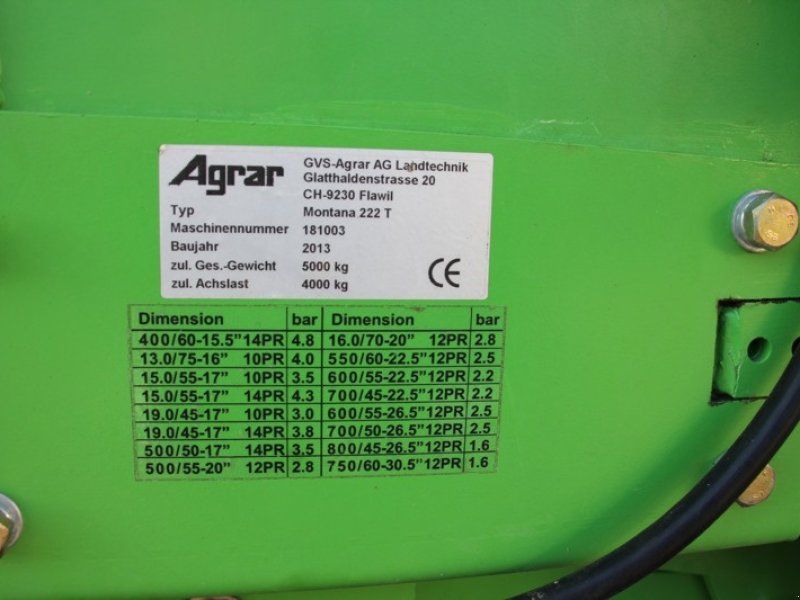 Agrar
GVS-Agrar AG Landtechnik
Glatthaldenstrasse 20
CH-9230 Flawil
Typ Montana 222 T
Maschinennummer 181003
Baujahr 2013
zul. Ges.-Gewicht 5000 kg
zul. Achslast 4000 kg
CE
Dimension bar Dimension bar
400/60-15.5" 14PR 4.8 16.0/70-20" 12PR 2.8
13.0/75-16" 10PR 4.0 550/60-22.5" 12PR 2.5
15.0/55-17" 10PR 3.5 600/55-22.5" 12PR 2.2
15.0/55-17" 14PR 4.3 700/45-22.5" 12PR 2.2
19.0/45-17" 10PR 3.0 600/55-26.5" 12PR 2.5
19.0/45-17" 14PR 3.8 700/50-26.5" 12PR 2.5
500/50-17" 14PR 3.5 800/45-26.5" 12PR 1.6
500/55-20" 12PR 2.8 750/60-30.5" 12PR 1.6